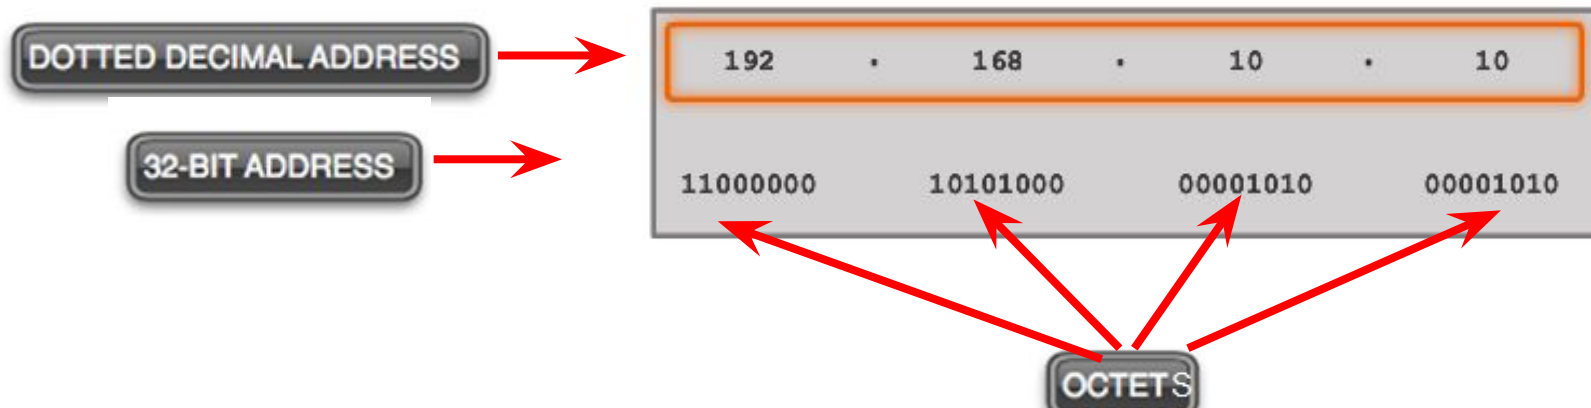 DOTTED DECIMAL ADDRESS
192 . 168 . 10 . 10
32-BIT ADDRESS
11000000 10101000 00001010 00001010
OCTETS